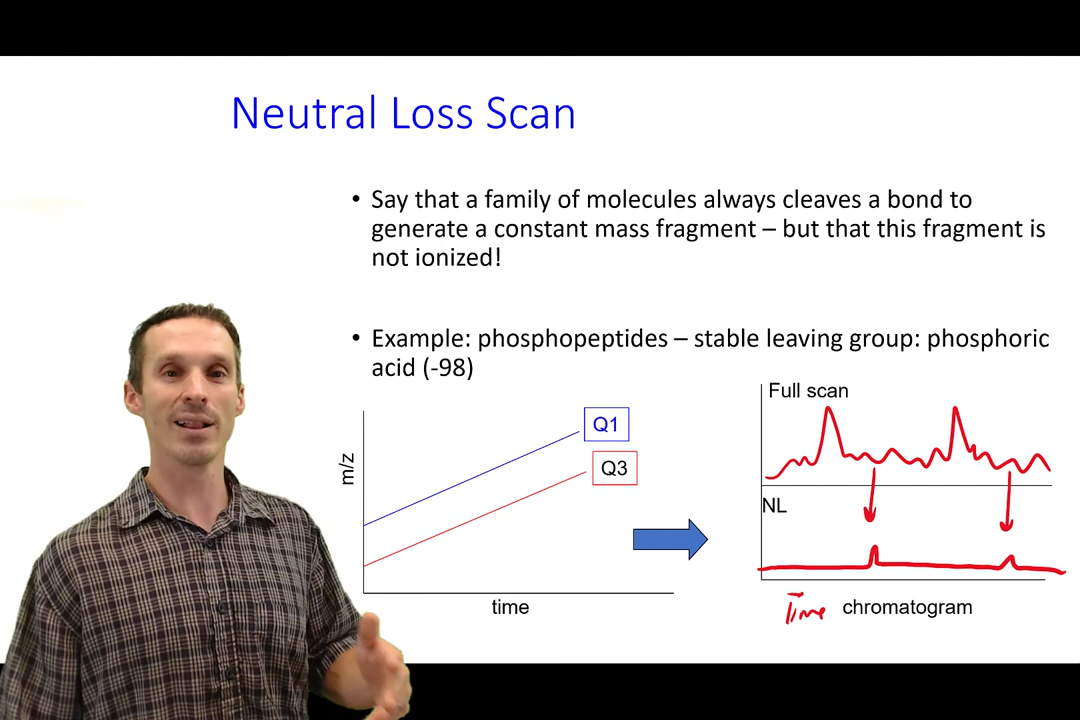 Neutral Loss Scan
• Say that a family of molecules always cleaves a bond to
generate a constant mass fragment – but that this fragment is
not ionized!
• Example: phosphopeptides – stable leaving group: phosphoric
acid (-98)
m/z
Q1
Q3
time
Full scan
NL
Time chromatogram